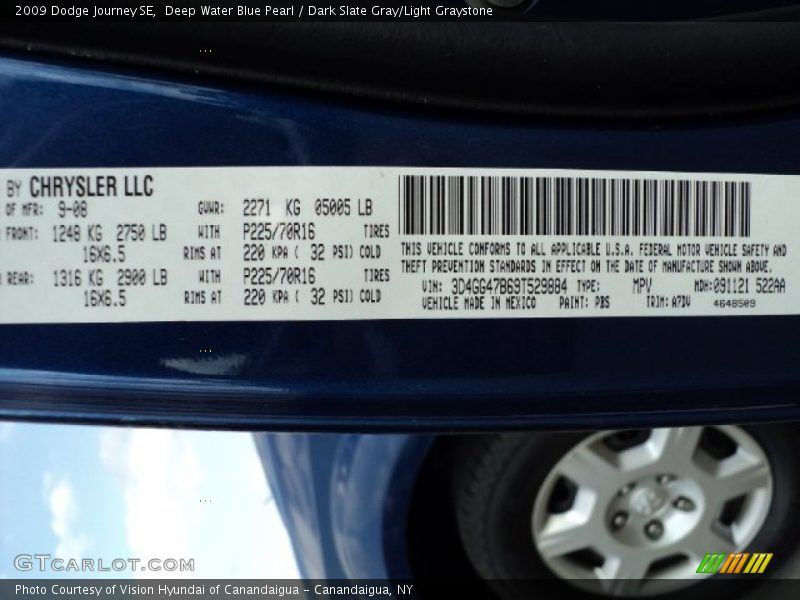 2009 Dodge Journey SE, Deep Water Blue Pearl / Dark Slate Gray/Light Graystone
BY CHRYSLER LLC
OF MFR: 9-08 GVWR: 2271 KG 05005 LB
FRONT: 1248 KG 2750 LB WITH P225/70R16 TIRES
16X6.5 RIMS AT 220 KPA ( 32 PSI) COLD
REAR: 1316 KG 2900 LB WITH P225/70R16 TIRES
16X6.5 RIMS AT 220 KPA ( 32 PSI) COLD
THIS VEHICLE CONFORMS TO ALL APPLICABLE U.S.A. FEDERAL MOTOR VEHICLE SAFETY AND
THEFT PREVENTION STANDARDS IN EFFECT ON THE DATE OF MANUFACTURE SHOWN ABOVE.
VIN: 3D4GG47B69T529884 TYPE: MPV MDH:091121 522AA
VEHICLE MADE IN MEXICO PAINT: PBS TRIM: A7DV 4648509
GTCARLOT.COM
Photo Courtesy of Vision Hyundai of Canandaigua - Canandaigua, NY